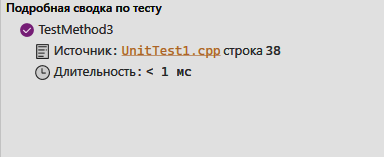 Подробная сводка по тесту
TestMethod3
Источник: UnitTest1.cpp строка 38
Длительность: < 1 мс